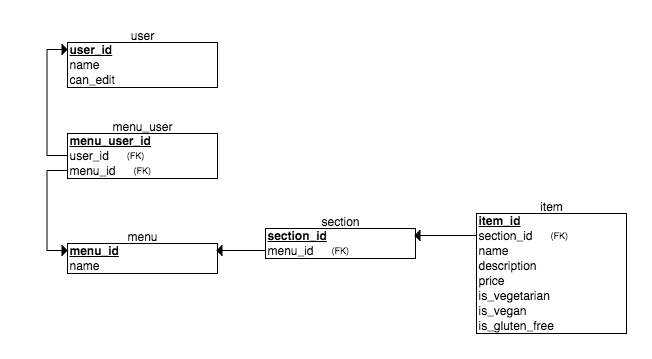 user
user_id
name
can_edit
menu_user
menu_user_id
user_id (FK)
menu_id (FK)
menu
menu_id
name
section
section_id
menu_id (FK)
item
item_id
section_id (FK)
name
description
price
is_vegetarian
is_vegan
is_gluten_free